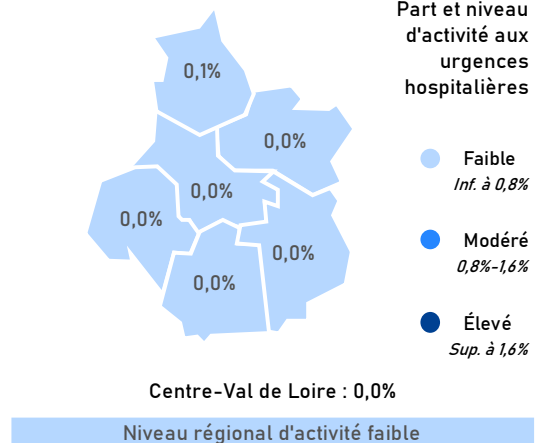 Part et niveau
d'activité aux
urgences
hospitalières
0,1%
0,0%
0,0%
0,0%
0,0%
0,0%
Faible
Inf. à 0,8%
Modéré
0,8%-1,6%
Élevé
Sup. à 1,6%
Centre-Val de Loire : 0,0%
Niveau régional d'activité faible